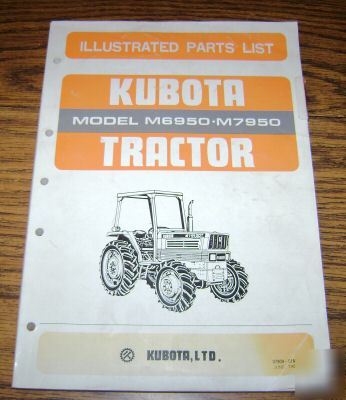 ILLUSTRATED PARTS LIST
KUBOTA
MODEL M6950·M7950
TRACTOR
KUBOTA, LTD.